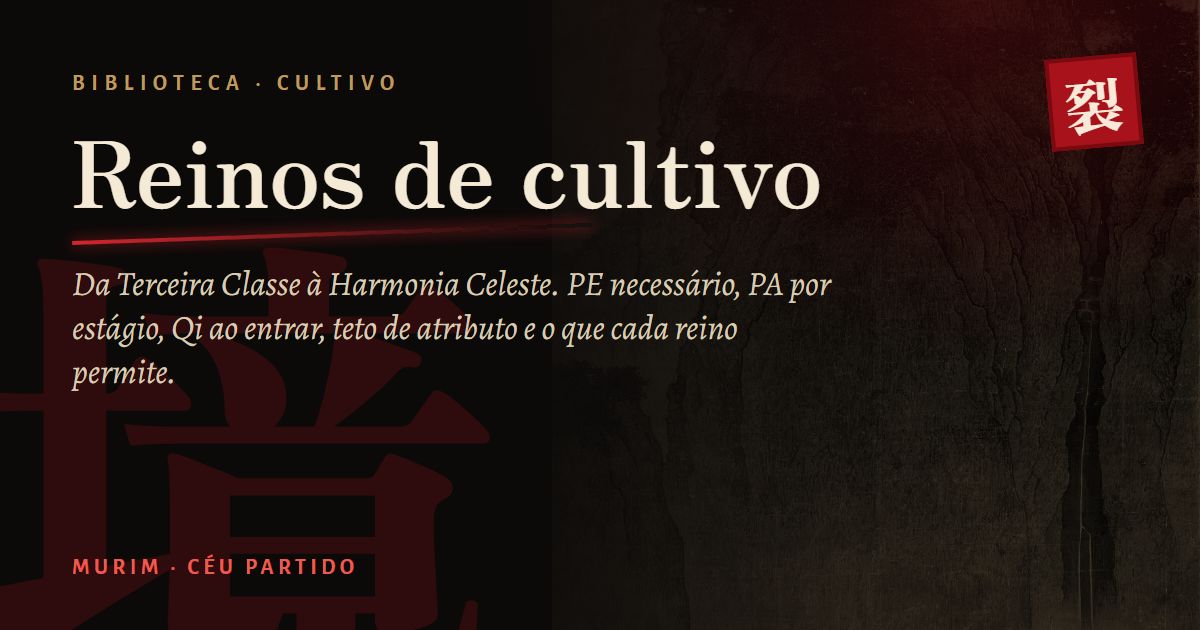 BIBLIOTECA · CULTIVO
裂
Reinos de cultivo
Da Terceira Classe à Harmonia Celeste. PE necessário, PA por
estágio, Qi ao entrar, teto de atributo e o que cada reino
permite.
境
MURIM · CÉU PARTIDO